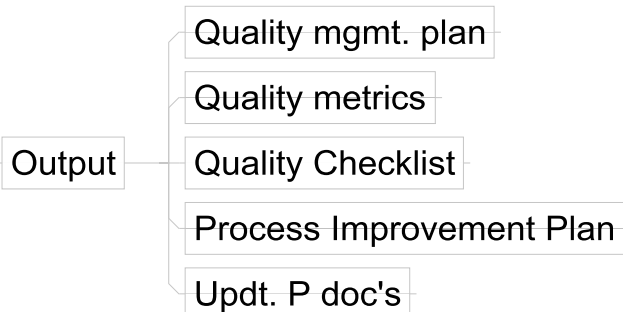 Quality mgmt. plan
Quality metrics
Output
Quality Checklist
Process Improvement Plan
Updt. P doc's